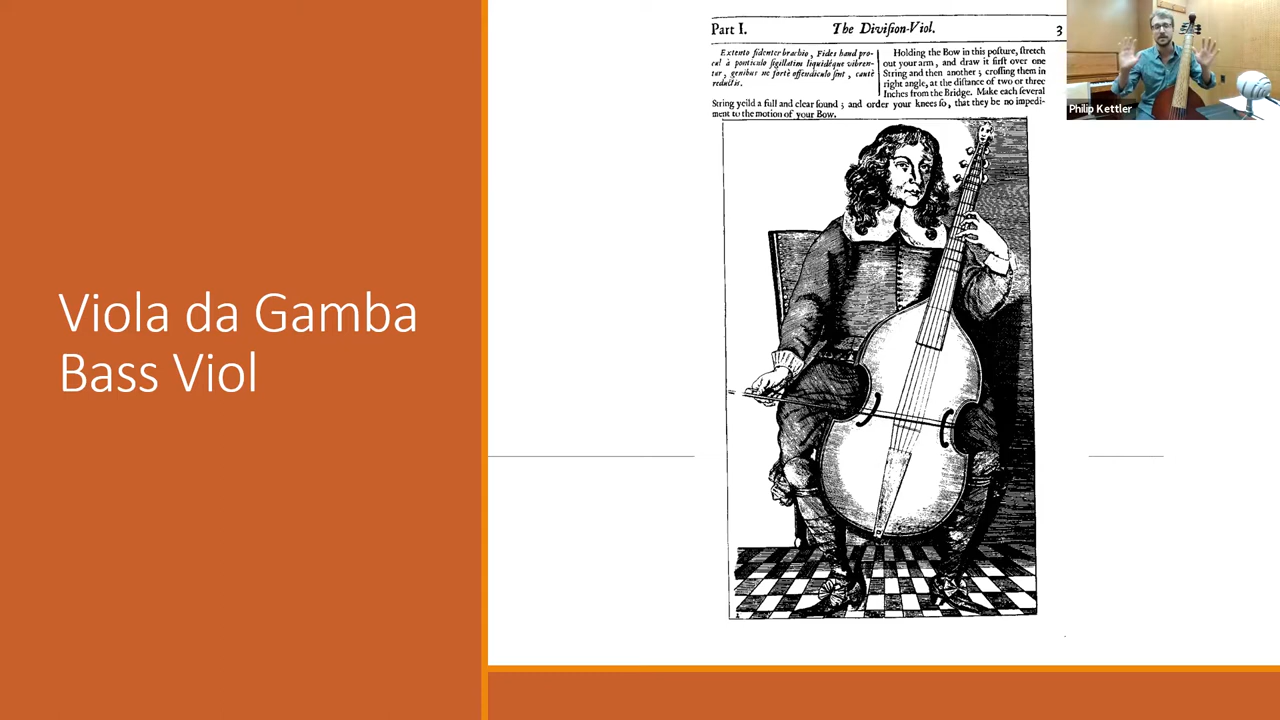 Viola da Gamba
Bass Viol
Part I. The Diviſion-Viol. 3
Extento fidenter brachio, Fides haud pro-
cul à ponticulo ſigillatim liquidéque vibren-
tur, genibus ne fortè offendiculo ſint, cautè
reductis.
Holding the Bow in this poſture, ſtretch
out your arm, and draw it firſt over one
String and then another; croſſing them in
right angle, at the diſtance of two or three
Inches from the Bridge. Make each ſeveral
String yeild a full and clear ſound; and order your knees ſo, that they be no impedi-
ment to the motion of your Bow.
Philip Kettler